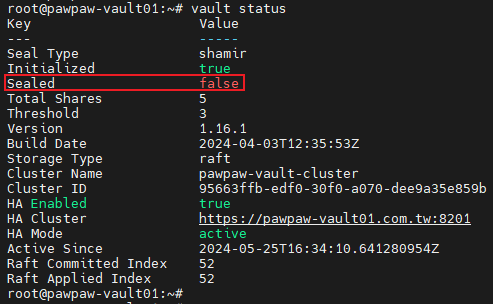 root@pawpaw-vault01:~# vault status
Key Value
--- -----
Seal Type shamir
Initialized true
Sealed false
Total Shares 5
Threshold 3
Version 1.16.1
Build Date 2024-04-03T12:35:53Z
Storage Type raft
Cluster Name pawpaw-vault-cluster
Cluster ID 95663ffb-edf0-30f0-a070-dee9a35e859b
HA Enabled true
HA Cluster https://pawpaw-vault01.com.tw:8201
HA Mode active
Active Since 2024-05-25T16:34:10.641280954Z
Raft Committed Index 52
Raft Applied Index 52
root@pawpaw-vault01:~#